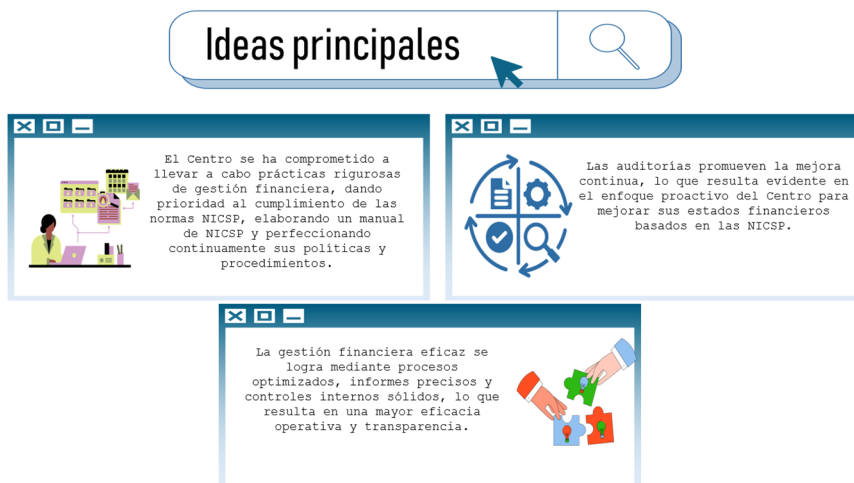 Ideas principales
El Centro se ha comprometido a
llevar a cabo prácticas rigurosas
de gestión financiera, dando
prioridad al cumplimiento de las
normas NICSP, elaborando un manual
de NICSP y perfeccionando
continuamente sus políticas y
procedimientos.
Las auditorías promueven la mejora
continua, lo que resulta evidente en
el enfoque proactivo del Centro para
mejorar sus estados financieros
basados en las NICSP.
La gestión financiera eficaz se
logra mediante procesos
optimizados, informes precisos y
controles internos sólidos, lo que
resulta en una mayor eficacia
operativa y transparencia.